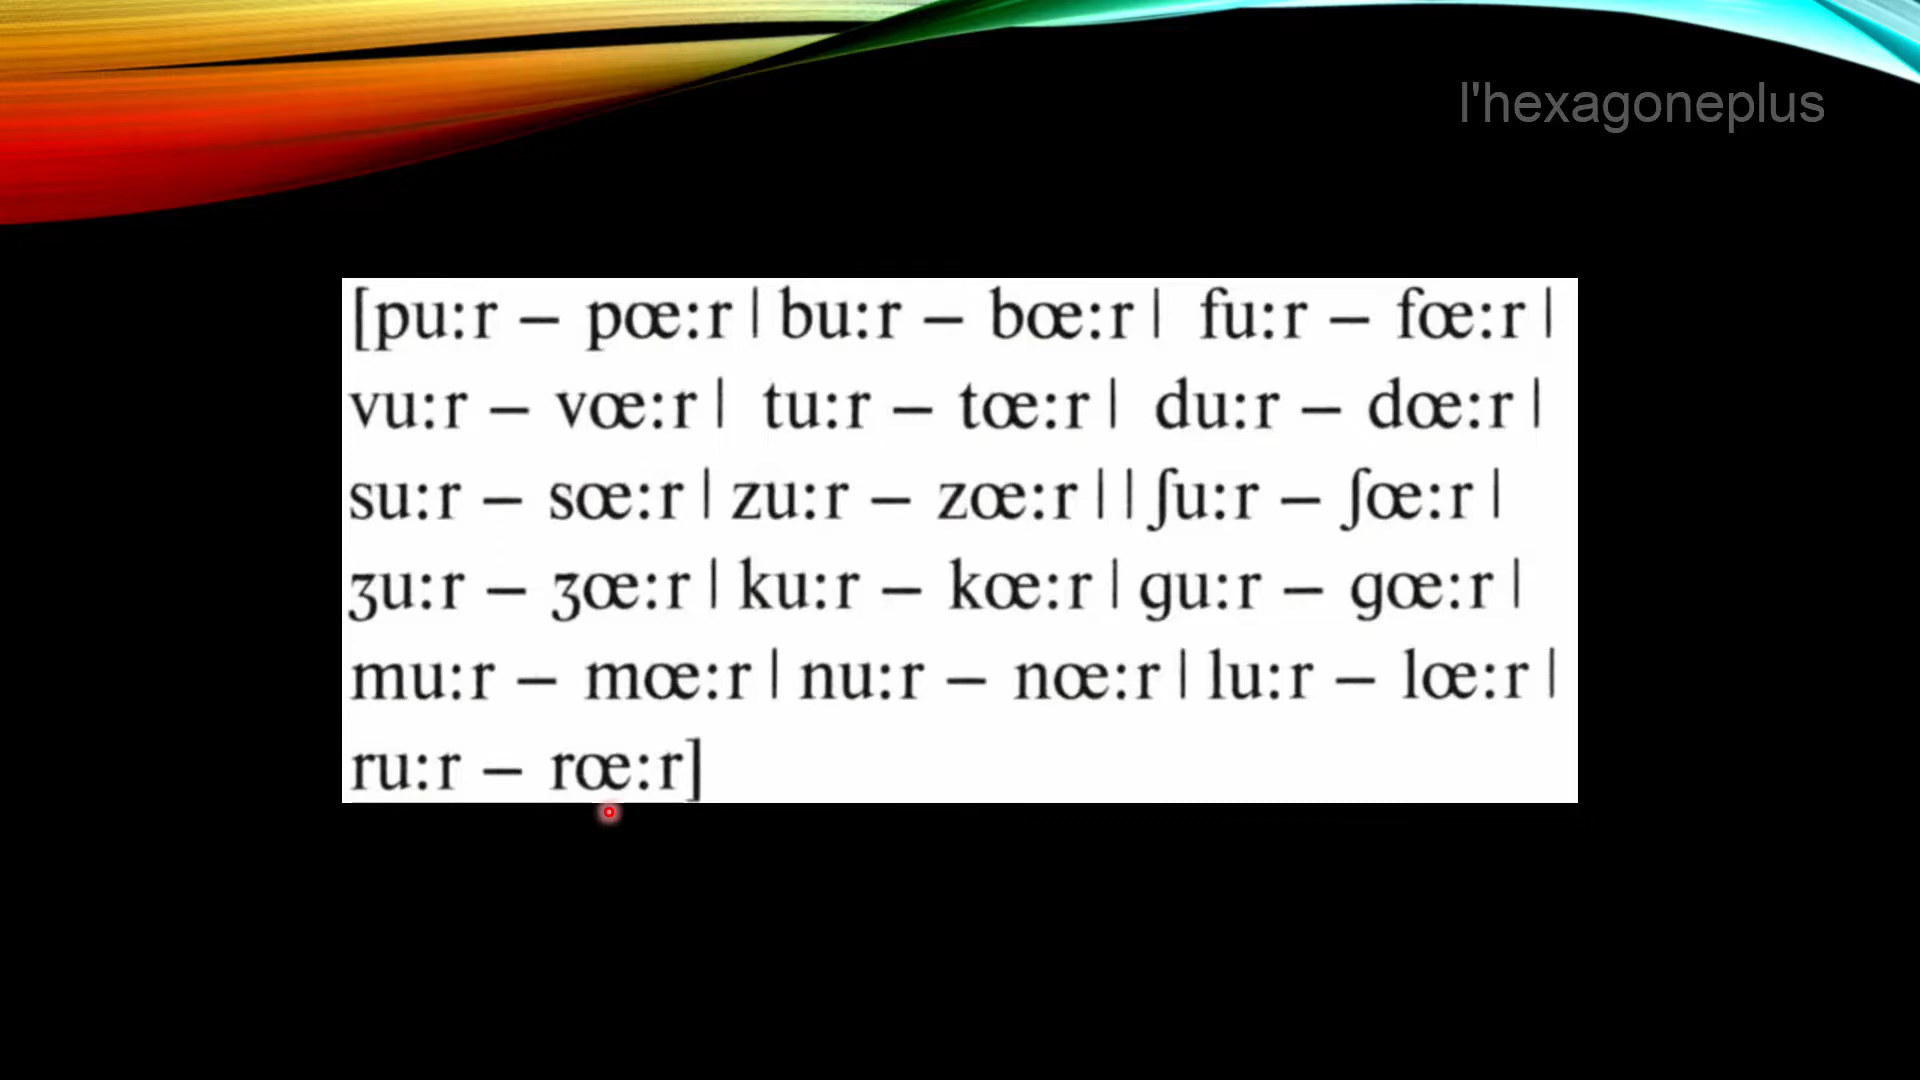 l'hexagoneplus
[pu:r – pœ:r | bu:r – bœ:r | fu:r – fœ:r |
vu:r – vœ:r | tu:r – tœ:r | du:r – dœ:r |
su:r – sœ:r | zu:r – zœ:r | | ʃu:r – ʃœ:r |
ʒu:r – ʒœ:r | ku:r – kœ:r | gu:r – gœ:r |
mu:r – mœ:r | nu:r – nœ:r | lu:r – lœ:r |
ru:r – rœ:r]